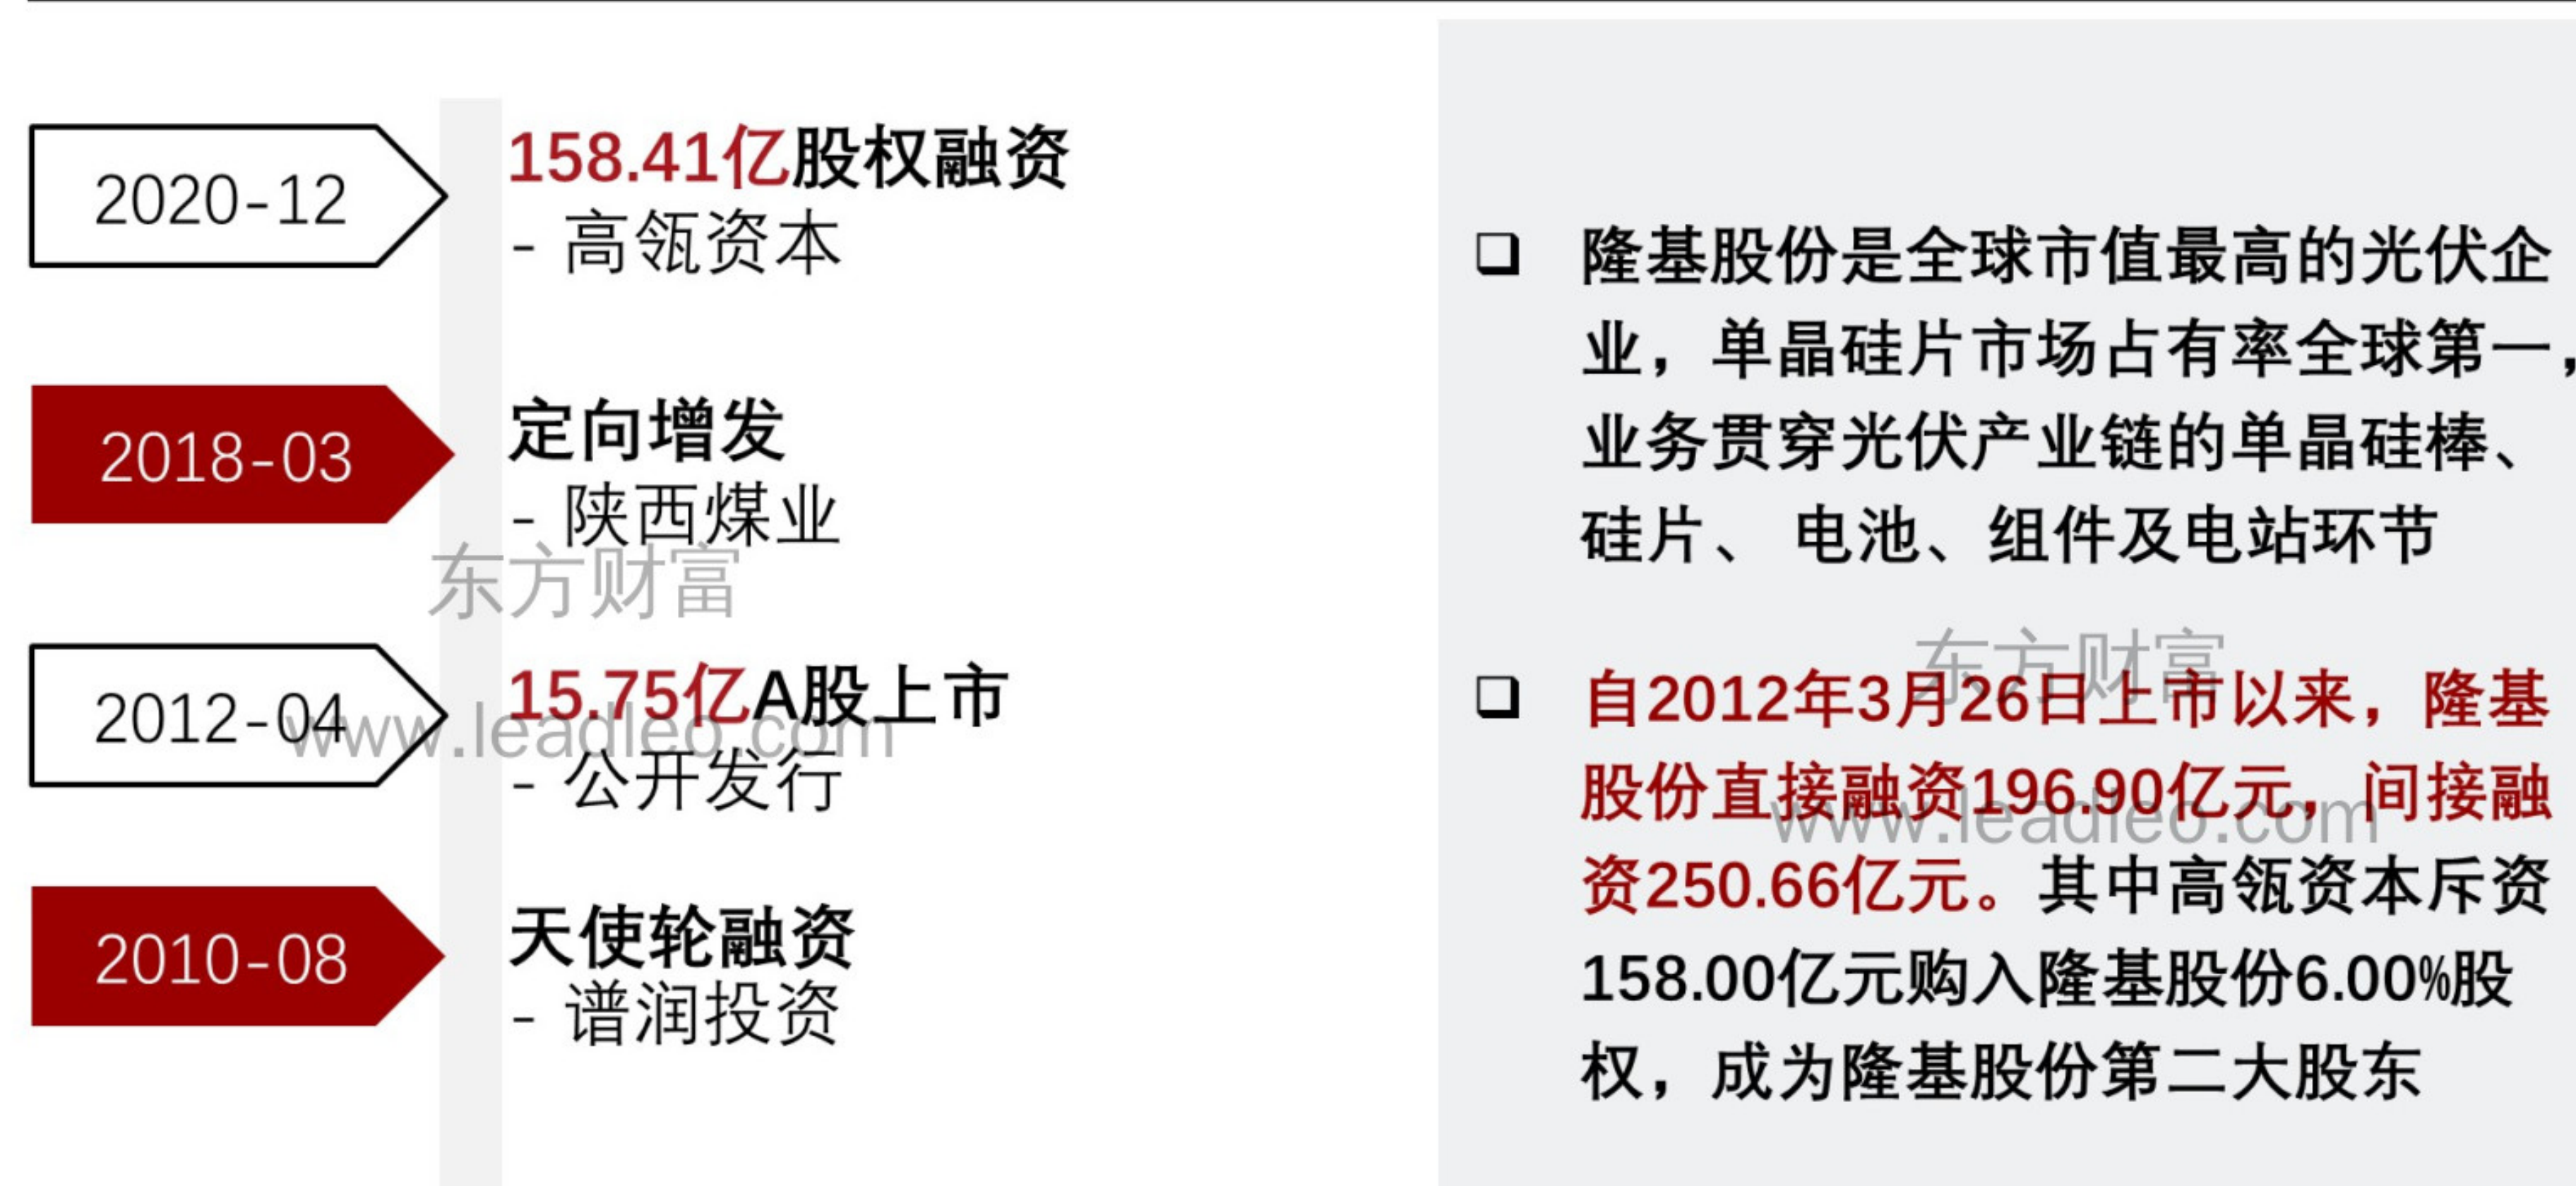 2020-12
158.41亿股权融资
- 高瓴资本
2018-03
定向增发
- 陕西煤业
东方财富
2012-04
15.75亿A股上市
www.leadleo.com
- 公开发行
2010-08
天使轮融资
- 谱润投资
❑ 隆基股份是全球市值最高的光伏企
业，单晶硅片市场占有率全球第一，
业务贯穿光伏产业链的单晶硅棒、
硅片、 电池、组件及电站环节
东方财富
❑ 自2012年3月26日上市以来，隆基
股份直接融资196.90亿元，间接融
www.leadleo.com
资250.66亿元。其中高瓴资本斥资
158.00亿元购入隆基股份6.00%股
权，成为隆基股份第二大股东